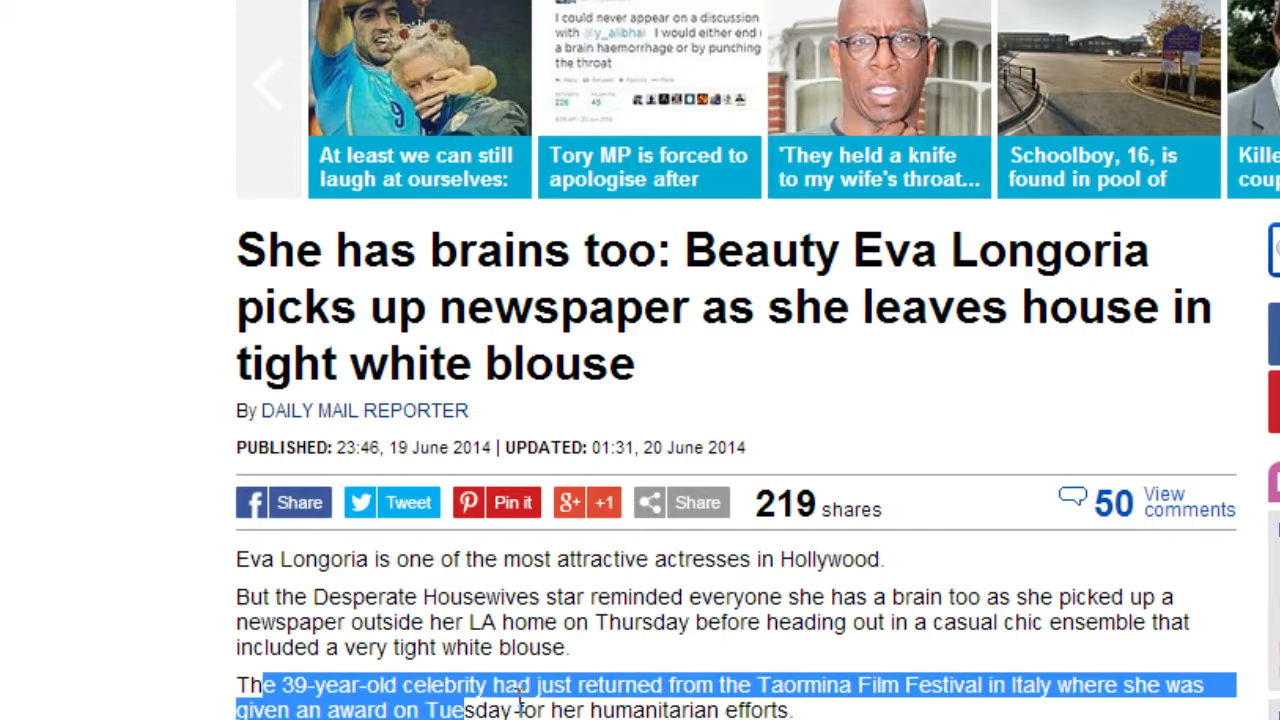 I could never appear on a discussion
with @y_alibhai I would either end
a brain haemorrhage or by punching
the throat
226 45
9
At least we can still
laugh at ourselves:
Tory MP is forced to
apologise after
'They held a knife
to my wife's throat...
Schoolboy, 16, is
found in pool of
Kille
coup
She has brains too: Beauty Eva Longoria
picks up newspaper as she leaves house in
tight white blouse
By DAILY MAIL REPORTER
PUBLISHED: 23:46, 19 June 2014 | UPDATED: 01:31, 20 June 2014
f Share Tweet Pin it g+ +1 Share 219 shares 50 View comments
Eva Longoria is one of the most attractive actresses in Hollywood.
But the Desperate Housewives star reminded everyone she has a brain too as she picked up a
newspaper outside her LA home on Thursday before heading out in a casual chic ensemble that
included a very tight white blouse.
The 39-year-old celebrity had just returned from the Taormina Film Festival in Italy where she was
given an award on Tuesday for her humanitarian efforts.